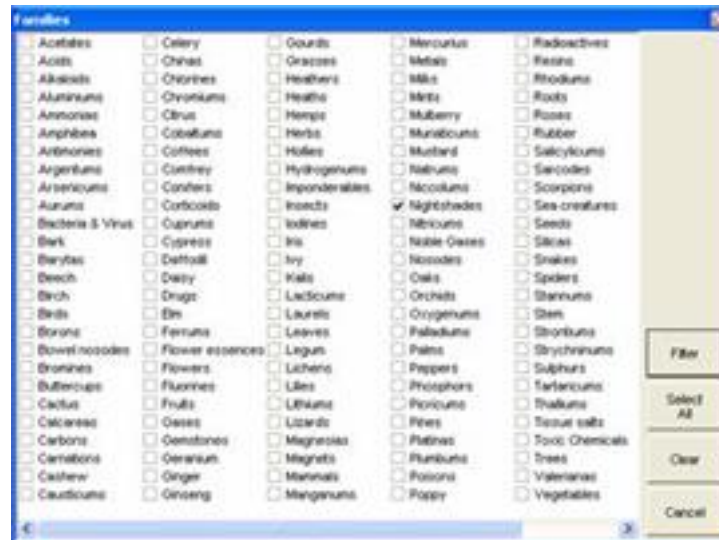 Families
Acetates
Acids
Alkaloids
Aluminiums
Ammonias
Amphibea
Antimonies
Argentums
Arsenicums
Aurums
Bacteria & Virus
Bark
Barytas
Beech
Birch
Birds
Borons
Bowel nosodes
Bromines
Buttercups
Cactus
Calcareas
Carbons
Carnations
Cashew
Causticums
Celery
Chinas
Chlorines
Chromiums
Citrus
Cobaltums
Coffees
Comfrey
Conifers
Corticoids
Cuprums
Cypress
Daffodil
Daisy
Drugs
Elm
Ferrums
Flower essences
Flowers
Fluorines
Fruits
Gases
Gemstones
Geranium
Ginger
Ginseng
Gourds
Grasses
Heathers
Heaths
Hemps
Herbs
Hollies
Hydrogenums
Imponderables
Insects
Iodines
Iris
Ivy
Kalis
Lacticums
Laurels
Leaves
Legum
Lichens
Lilies
Lithiums
Lizards
Magnesias
Magnets
Mammals
Manganums
Mercurius
Metals
Milks
Mints
Mulberry
Muriaticums
Mustard
Natrums
Niccolums
Nightshades
Nitricums
Noble Gases
Nosodes
Oaks
Orchids
Oxygenums
Palladiums
Palms
Peppers
Phosphors
Picricums
Pines
Platinas
Plumbums
Poisons
Poppy
Radioactives
Resins
Rhodiums
Roots
Roses
Rubber
Salicylicums
Sarcodes
Scorpions
Sea creatures
Seeds
Silicas
Snakes
Spiders
Stannums
Stem
Strontiums
Strychninums
Sulphurs
Tartaricums
Thalliums
Tissue salts
Toxic Chemicals
Trees
Valerianas
Vegetables
Filter
Select
All
Clear
Cancel